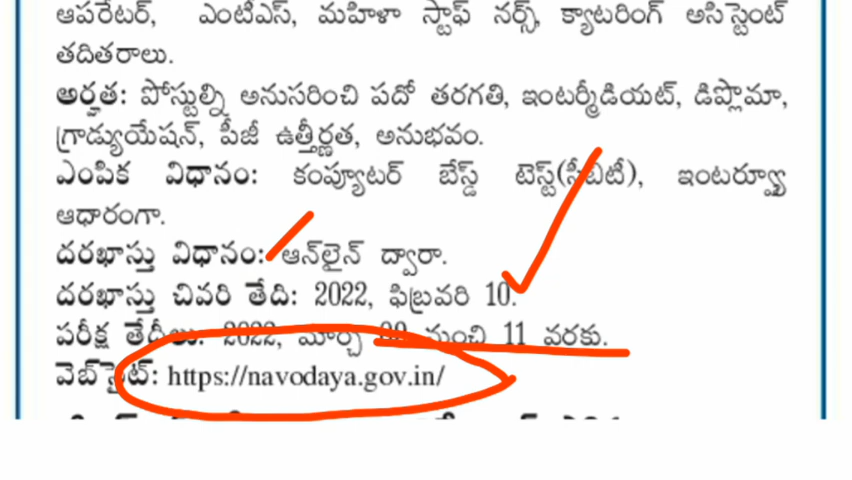 ఆపరేటర్, ఎంటీఎస్, మహిళా స్టాఫ్ నర్స్, క్యాటరింగ్ అసిస్టెంట్
తదితరాలు.
అర్హత: పోస్టుల్ని అనుసరించి పదో తరగతి, ఇంటర్మీడియట్, డిప్లొమా,
గ్రాడ్యుయేషన్, పీజీ ఉత్తీర్ణత, అనుభవం.
ఎంపిక విధానం: కంప్యూటర్ బేస్డ్ టెస్ట్(సీబీటీ), ఇంటర్వ్యూ
ఆధారంగా.
దరఖాస్తు విధానం: ఆన్‌లైన్ ద్వారా.
దరఖాస్తు చివరి తేది: 2022, ఫిబ్రవరి 10.
పరీక్ష తేదీలు: 2022, మార్చి 09 నుంచి 11 వరకు.
వెబ్‌సైట్: https://navodaya.gov.in/